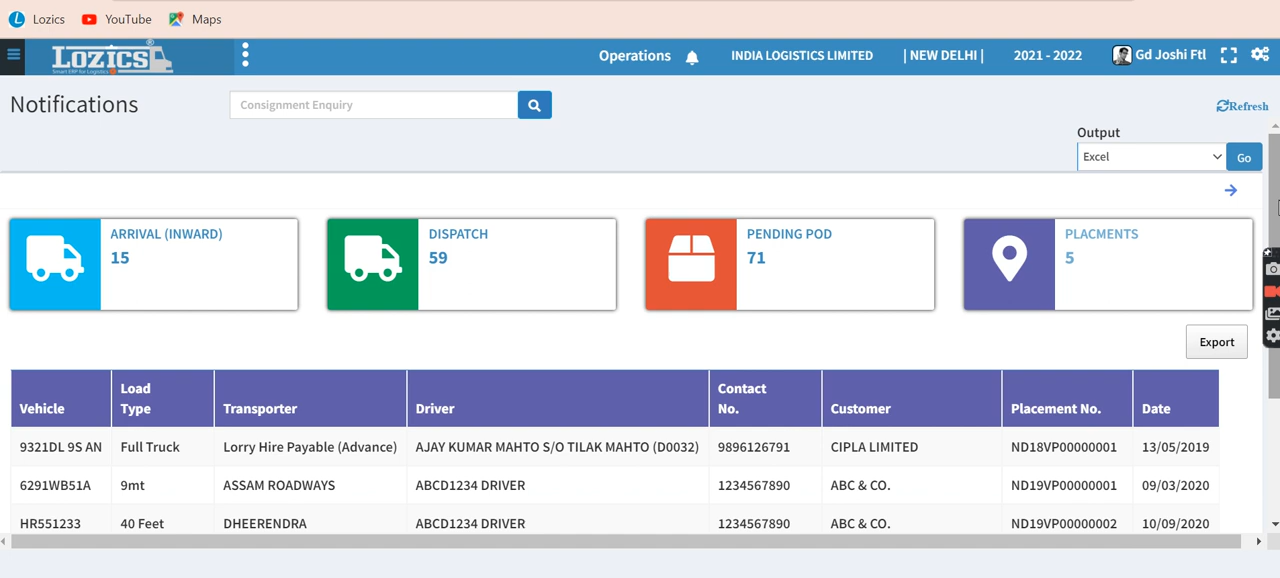 Lozics YouTube Maps
LOZICS ®
Smart ERP for Logistics
Operations INDIA LOGISTICS LIMITED | NEW DELHI | 2021 - 2022 Gd Joshi Ftl
Notifications Consignment Enquiry Refresh
Output
Excel Go
ARRIVAL (INWARD) DISPATCH PENDING POD PLACMENTS
15 59 71 5
Export
Vehicle Load Type Transporter Driver Contact No. Customer Placement No. Date
9321DL 9S AN Full Truck Lorry Hire Payable (Advance) AJAY KUMAR MAHTO S/O TILAK MAHTO (D0032) 9896126791 CIPLA LIMITED ND18VP00000001 13/05/2019
6291WB51A 9mt ASSAM ROADWAYS ABCD1234 DRIVER 1234567890 ABC & CO. ND19VP00000001 09/03/2020
HR551233 40 Feet DHEERENDRA ABCD1234 DRIVER 1234567890 ABC & CO. ND19VP00000002 10/09/2020